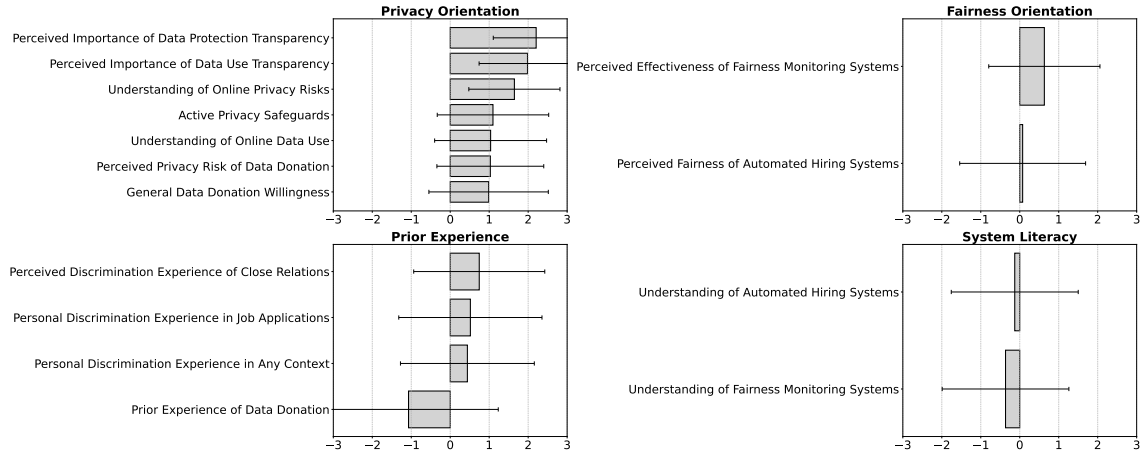 Privacy Orientation
Perceived Importance of Data Protection Transparency
Perceived Importance of Data Use Transparency
Understanding of Online Privacy Risks
Active Privacy Safeguards
Understanding of Online Data Use
Perceived Privacy Risk of Data Donation
General Data Donation Willingness
−3 −2 −1 0 1 2 3
Fairness Orientation
Perceived Effectiveness of Fairness Monitoring Systems
Perceived Fairness of Automated Hiring Systems
−3 −2 −1 0 1 2 3
Prior Experience
Perceived Discrimination Experience of Close Relations
Personal Discrimination Experience in Job Applications
Personal Discrimination Experience in Any Context
Prior Experience of Data Donation
−3 −2 −1 0 1 2 3
System Literacy
Understanding of Automated Hiring Systems
Understanding of Fairness Monitoring Systems
−3 −2 −1 0 1 2 3